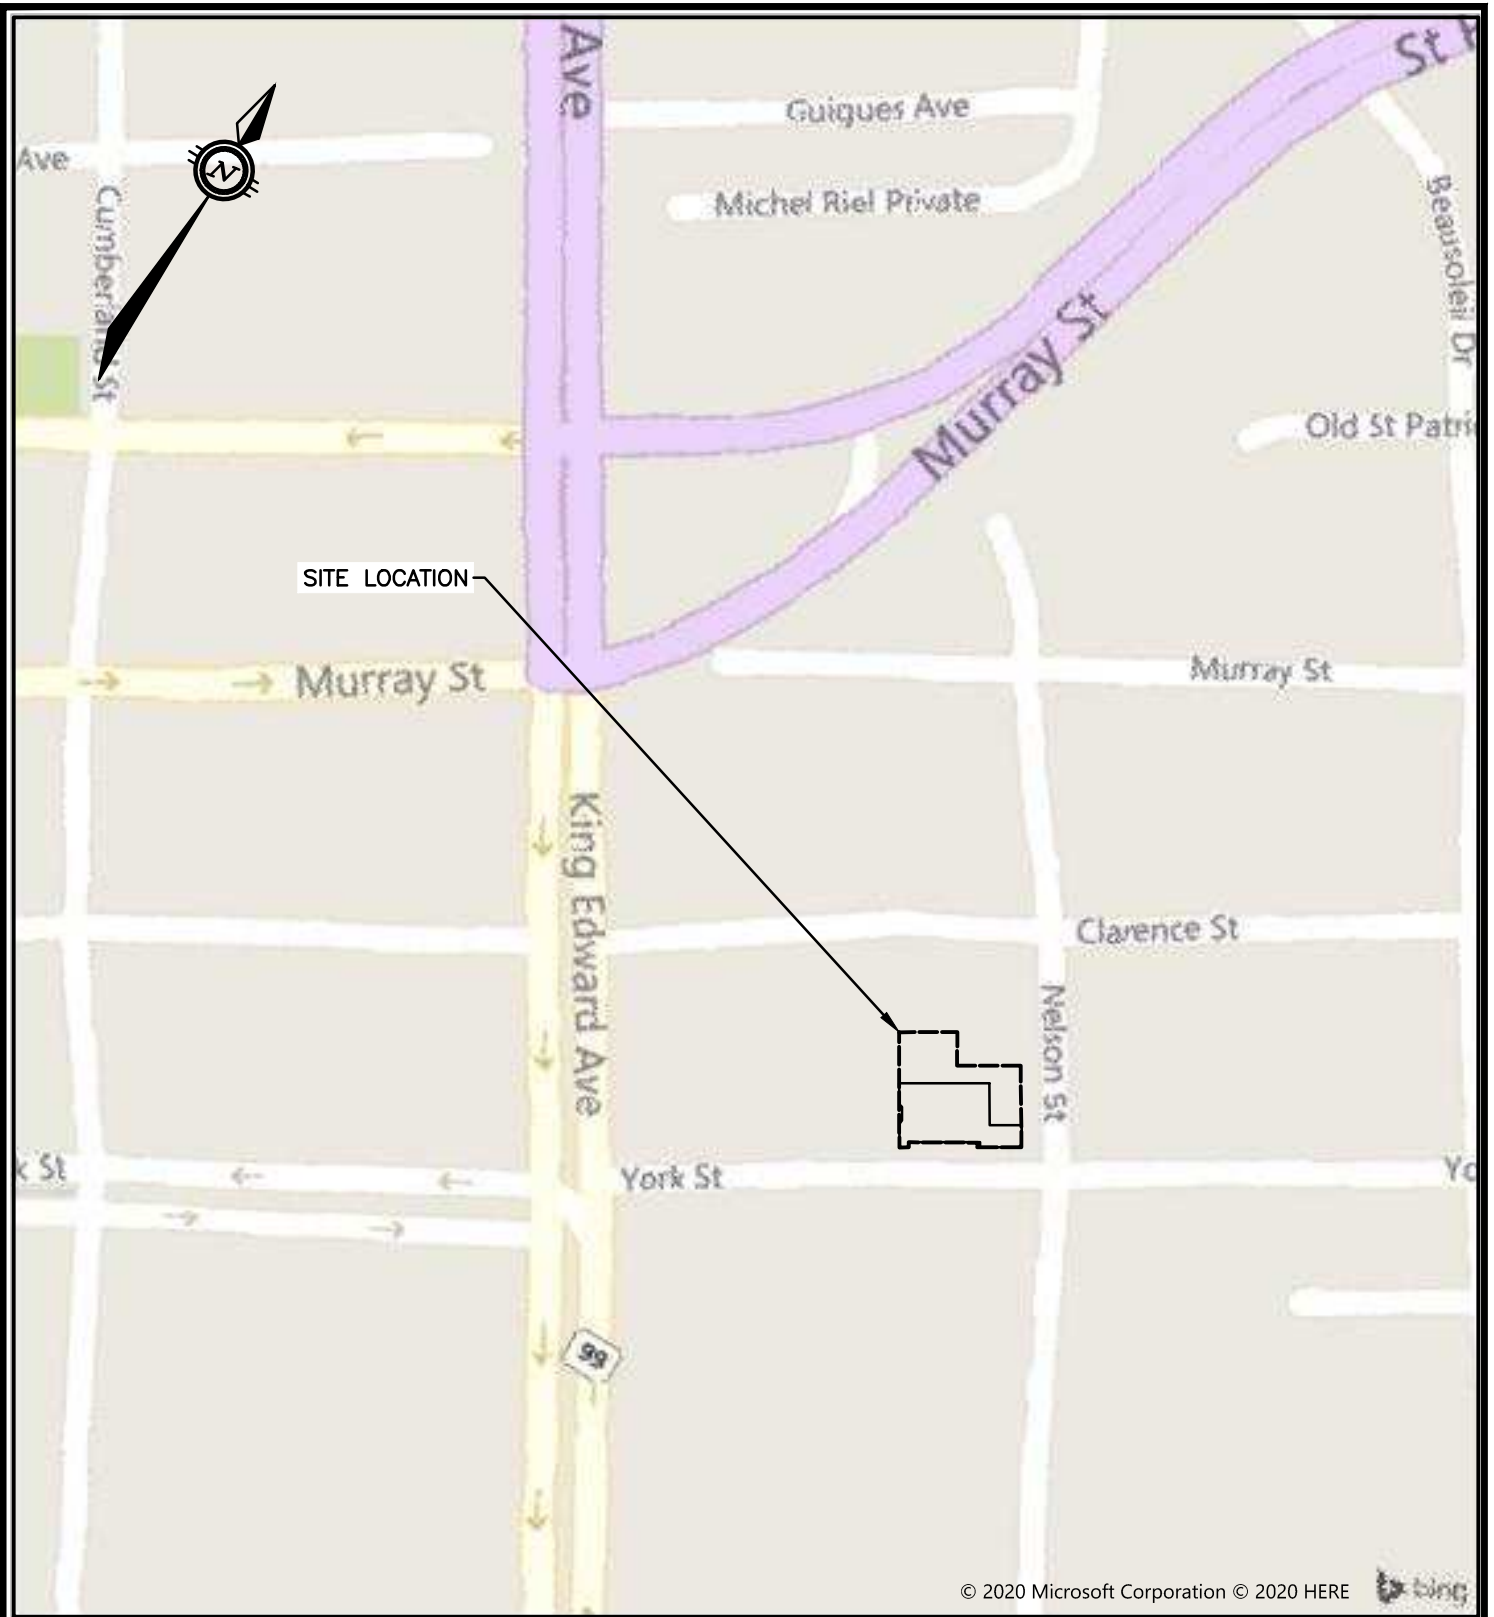 Ave
St P
Guigues Ave
Ave
N
Michel Riel Private
Cumberland St
Beausoleil Dr
Murray St
Old St Patri
SITE LOCATION
Murray St
Murray St
King Edward Ave
Clarence St
Nelson St
k St
York St
Yo
99
© 2020 Microsoft Corporation © 2020 HERE
bing